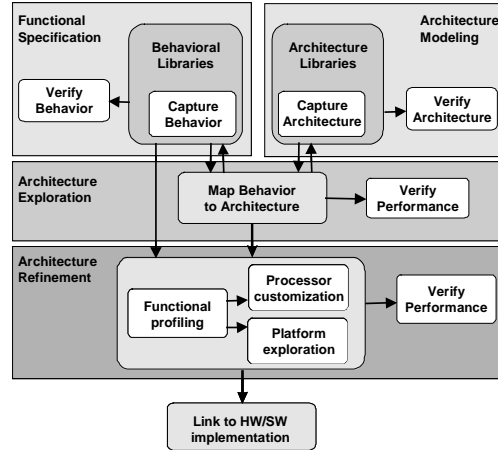 Functional
Specification
Behavioral
Libraries
Verify
Behavior
Capture
Behavior
Architecture
Libraries
Capture
Architecture
Architecture
Modeling
Verify
Architecture
Architecture
Exploration
Map Behavior
to Architecture
Verify
Performance
Architecture
Refinement
Functional
profiling
Processor
customization
Platform
exploration
Verify
Performance
Link to HW/SW
implementation